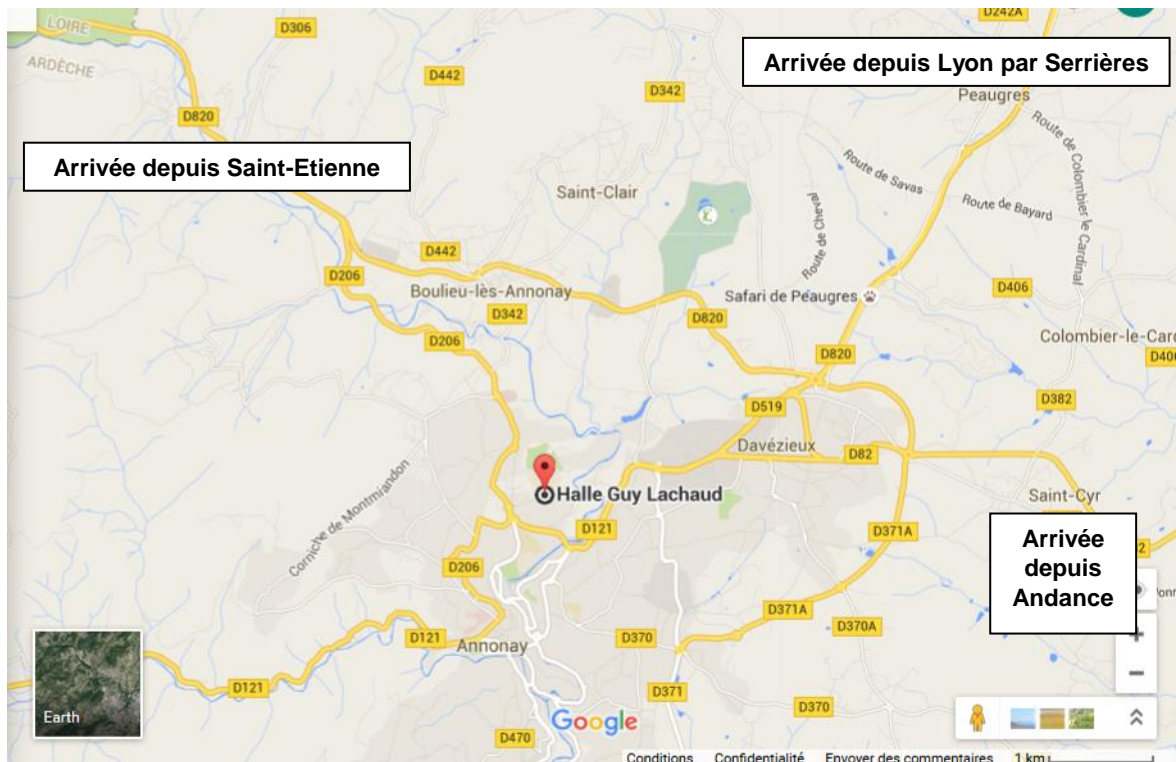 D242A
LOIRE
D306
ARDÈCHE
D442
D342
Arrivée depuis Lyon par Serrières
Peaugres
D820
Route de Colombier le Cardinal
Arrivée depuis Saint-Etienne
Route de Savas
Saint-Clair
Route de Cheval
Route de Bayard
D442
D206
Boulieu-lès-Annonay
Safari de Peaugres
D406
D342
D820
D206
Colombier-le-Card
D820
D406
D519
D382
Davézieux
D82
Corniche de Montmiandon
Halle Guy Lachaud
Saint-Cyr
D121
D371A
Arrivée
depuis
Andance
2
D206
D371A
D121
D370
D370A
Annonay
D121
D371
D370
Earth
Google
D470
Conditions Confidentialité Envoyer des commentaires 1 km